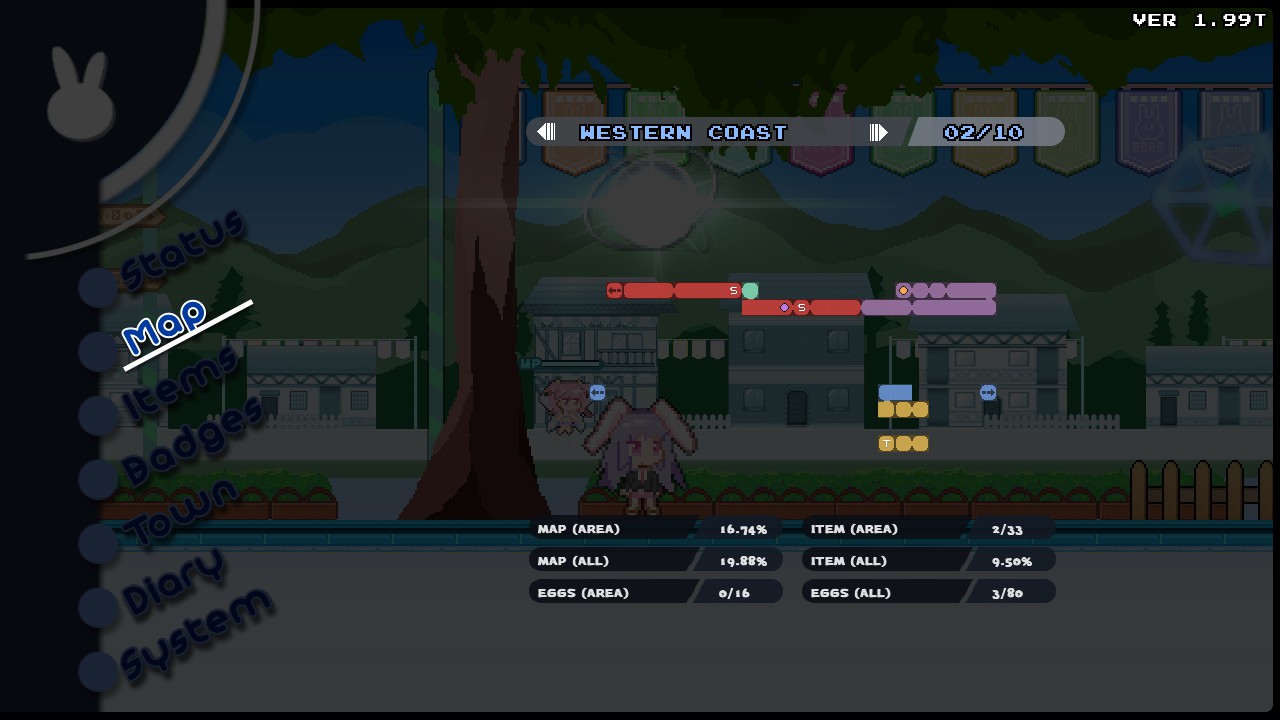 VER 1.99T
WESTERN COAST 02/10
Status
Map
Items
Badges
Town
Diary
System
S
S
MP
T
MAP (AREA) 16.74% ITEM (AREA) 2/33
MAP (ALL) 19.88% ITEM (ALL) 9.50%
EGGS (AREA) 0/16 EGGS (ALL) 3/80